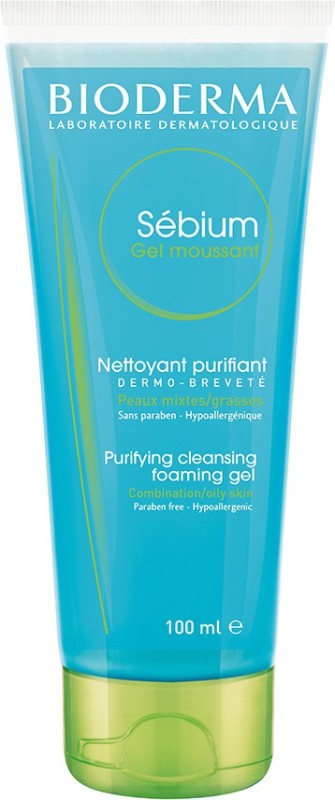 BIODERMA
LABORATOIRE DERMATOLOGIQUE
Sébium
Gel moussant
Nettoyant purifiant
DERMO-BREVETÉ
Peaux mixtes/grasses
Sans paraben - Hypoallergénique
Purifying cleansing
foaming gel
Combination/oily skin
Paraben free - Hypoallergenic
100 ml ℮